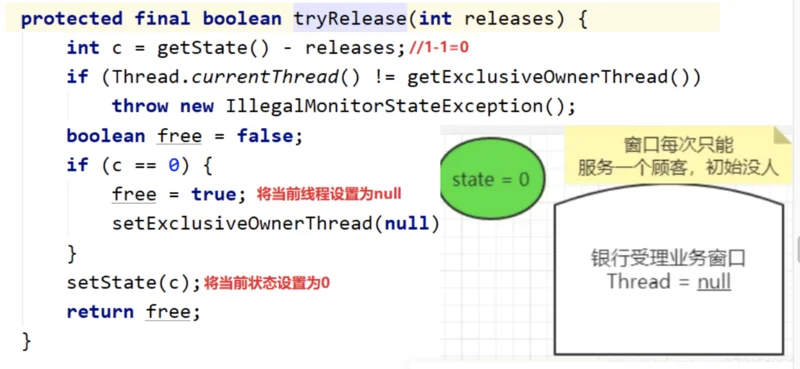 protected final boolean tryRelease(int releases) {
int c = getState() - releases;//1-1=0
if (Thread.currentThread() != getExclusiveOwnerThread())
throw new IllegalMonitorStateException();
boolean free = false;
if (c == 0) {
free = true; 将当前线程设置为null
setExclusiveOwnerThread(null)
}
setState(c);将当前状态设置为0
return free;
}
state = 0
窗口每次只能
服务一个顾客，初始没人
银行受理业务窗口
Thread = null